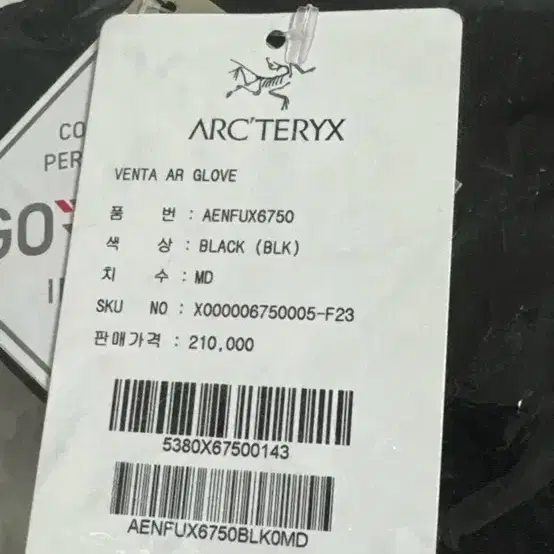 ARC'TERYX
VENTA AR GLOVE
품 번 : AENFUX6750
색 상 : BLACK (BLK)
치 수 : MD
SKU NO : X000006750005-F23
판매가격 : 210,000
5380X67500143
AENFUX6750BLK0MD
CO
PER
GO